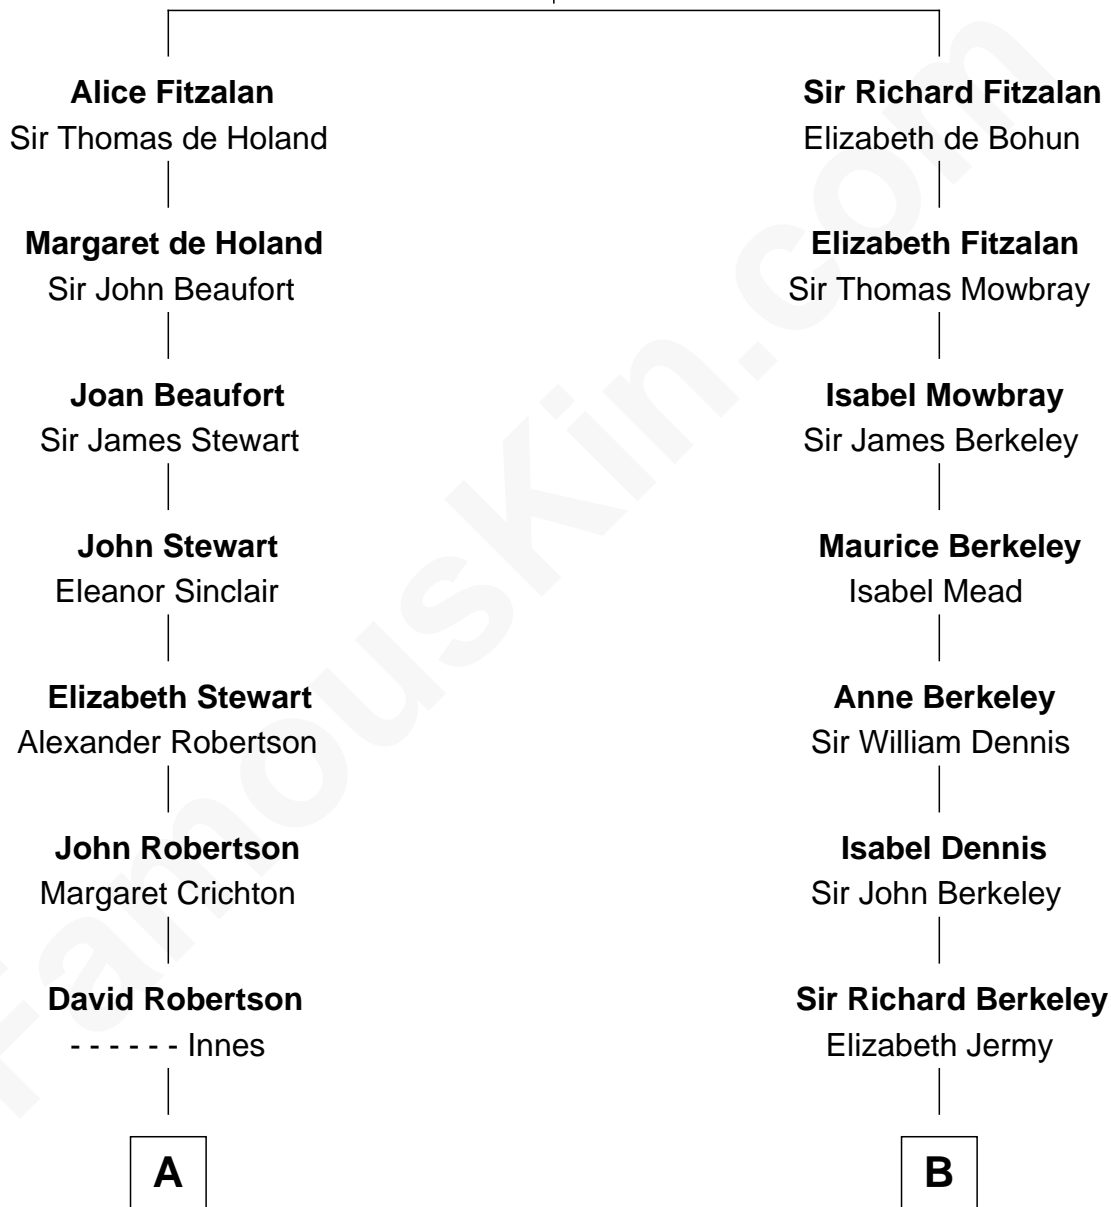 Alice Fitzalan
Sir Thomas de Holand
Margaret de Holand
Sir John Beaufort
Joan Beaufort
Sir James Stewart
John Stewart
Eleanor Sinclair
Elizabeth Stewart
Alexander Robertson
John Robertson
Margaret Crichton
David Robertson
- - - - - - Innes
A
Sir Richard Fitzalan
Elizabeth de Bohun
Elizabeth Fitzalan
Sir Thomas Mowbray
Isabel Mowbray
Sir James Berkeley
Maurice Berkeley
Isabel Mead
Anne Berkeley
Sir William Dennis
Isabel Dennis
Sir John Berkeley
Sir Richard Berkeley
Elizabeth Jermy
B
FamousKin.com